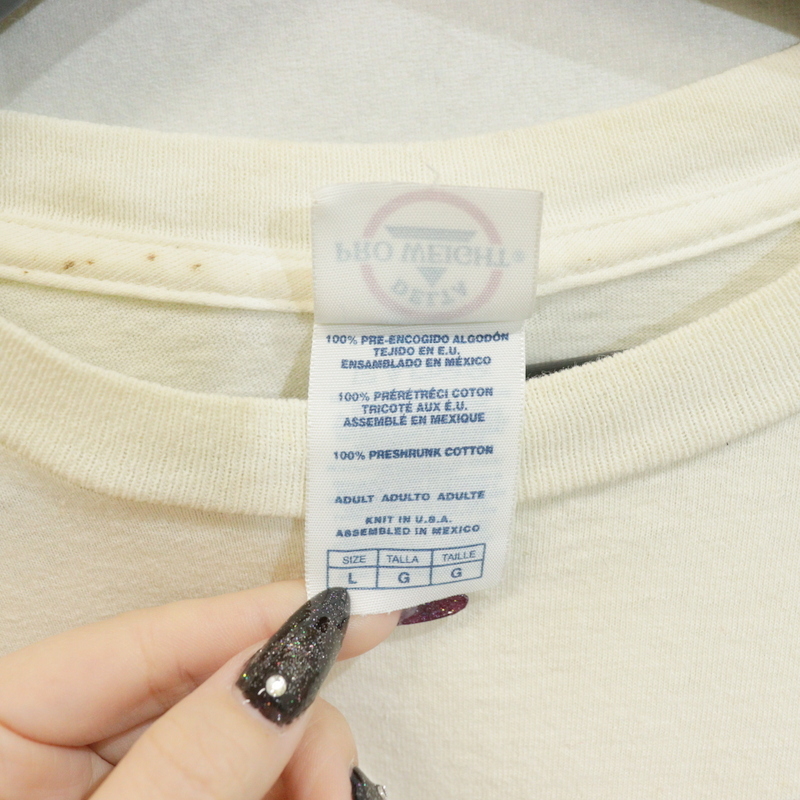 PRO WEIGHT®
DELTA
100% PRE-ENCOGIDO ALGODÓN
TEJIDO EN E.U.
ENSAMBLADO EN MÉXICO
100% PRÉRÉTRÉCI COTON
TRICOTÉ AUX É.U.
ASSEMBLÉ EN MEXIQUE
100% PRESHRUNK COTTON
ADULT ADULTO ADULTE
KNIT IN U.S.A.
ASSEMBLED IN MEXICO
SIZE TALLA TAILLE
L G G